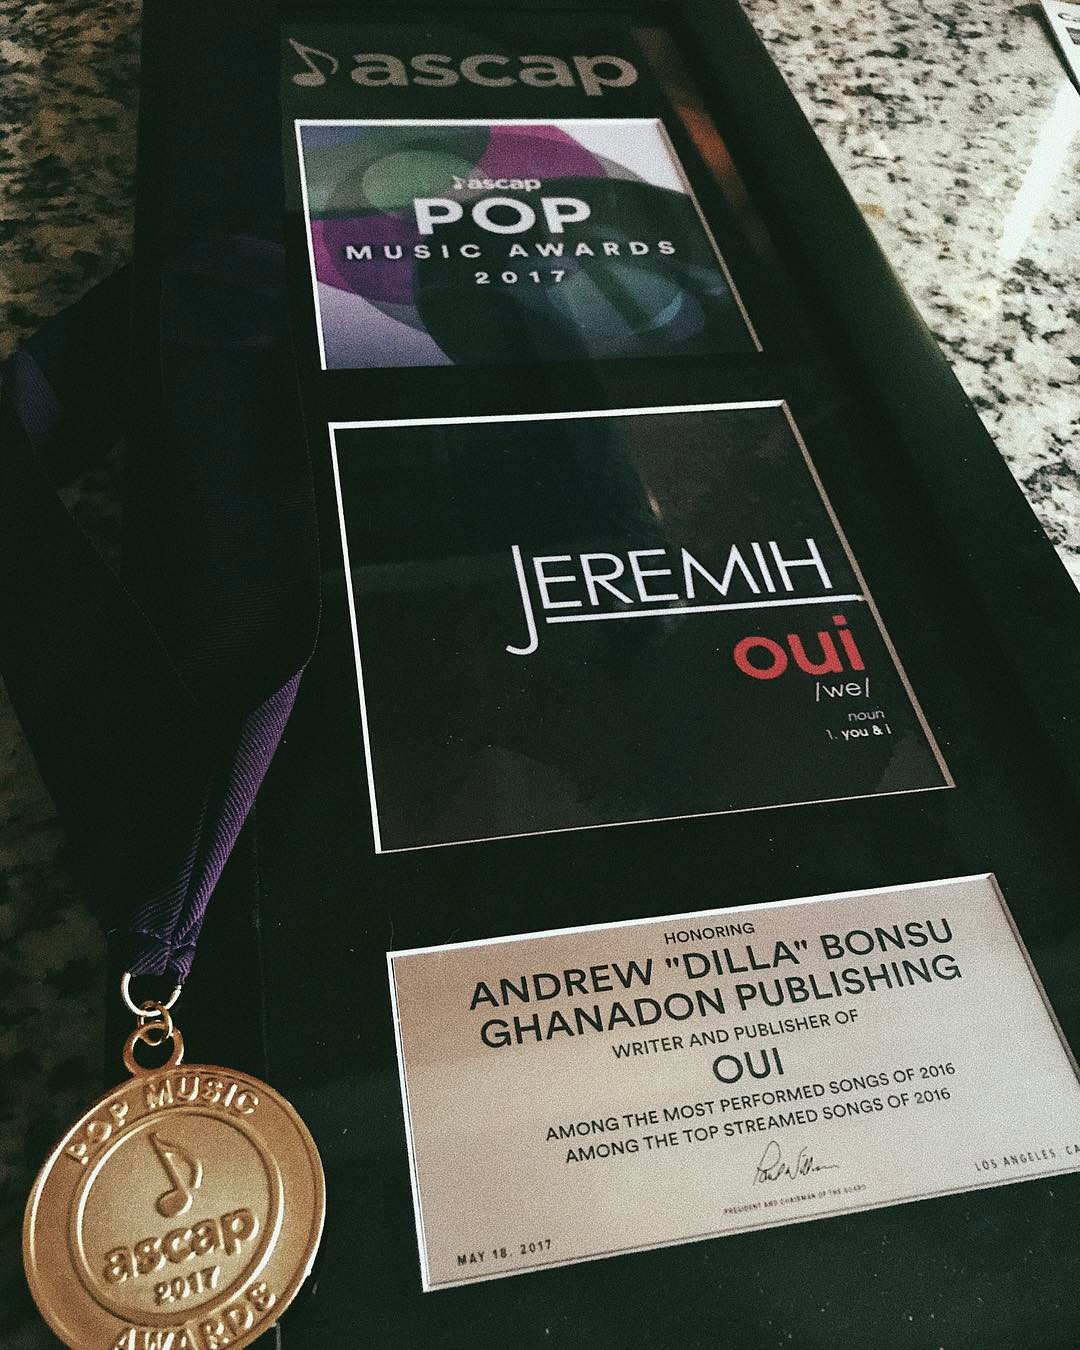 ascap
ascap
POP
MUSIC AWARDS
2017
JEREMIH
oui
/we/
noun
1. you & i
HONORING
ANDREW "DILLA" BONSU
GHANADON PUBLISHING
WRITER AND PUBLISHER OF
OUI
AMONG THE MOST PERFORMED SONGS OF 2016
AMONG THE TOP STREAMED SONGS OF 2016
PRESIDENT AND CHAIRMAN OF THE BOARD
LOS ANGELES, CA
MAY 18, 2017
POP MUSIC
ascap
2017
AWARDS